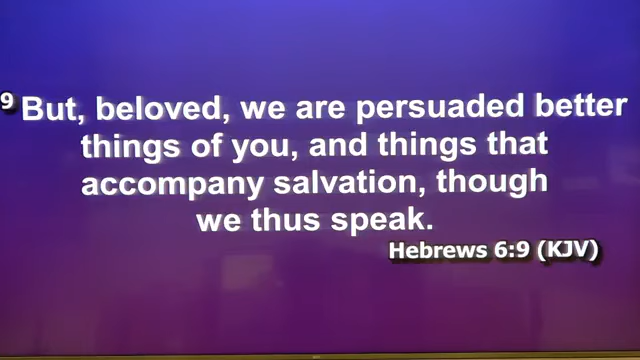 9 But, beloved, we are persuaded better
things of you, and things that
accompany salvation, though
we thus speak.
Hebrews 6:9 (KJV)